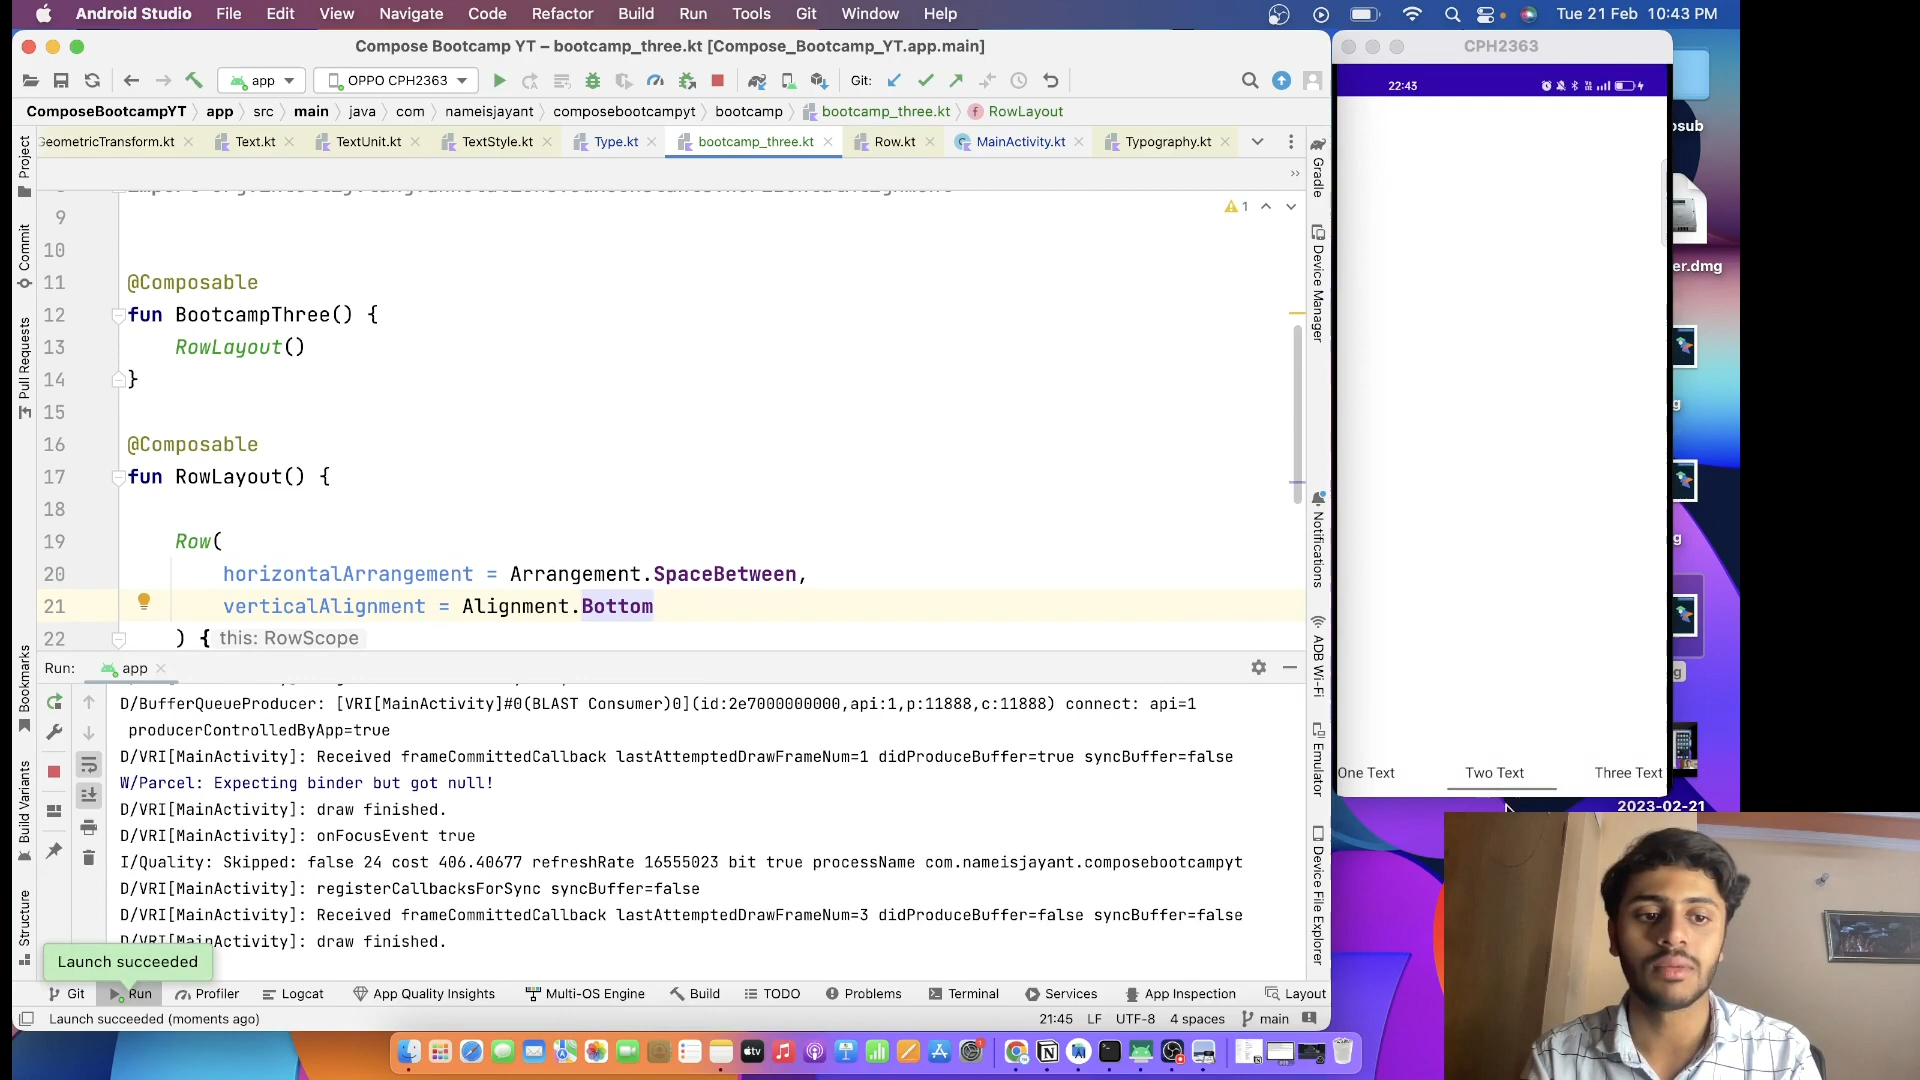 Android Studio File Edit View Navigate Code Refactor Build Run Tools Git Window Help Tue 21 Feb 10:43 PM
Compose Bootcamp YT – bootcamp_three.kt [Compose_Bootcamp_YT.app.main]
CPH2363
app OPPO CPH2363 Git:
22:43
ComposeBootcampYT app src main java com nameisjayant composebootcampyt bootcamp bootcamp_three.kt RowLayout
GeometricTransform.kt Text.kt TextUnit.kt TextStyle.kt Type.kt bootcamp_three.kt Row.kt MainActivity.kt Typography.kt
1
9
10
11 @Composable
12 fun BootcampThree() {
13 RowLayout()
14 }
15
16 @Composable
17 fun RowLayout() {
18
19 Row(
20 horizontalArrangement = Arrangement.SpaceBetween,
21 verticalAlignment = Alignment.Bottom
22 ) { this: RowScope
Project
Commit
Pull Requests
Bookmarks
Build Variants
Structure
Gradle
Device Manager
Notifications
ADB Wi-Fi
Emulator
Device File Explorer
Run: app
D/BufferQueueProducer: [VRI[MainActivity]#0(BLAST Consumer)0](id:2e7000000000,api:1,p:11888,c:11888) connect: api=1
producerControlledByApp=true
D/VRI[MainActivity]: Received frameCommittedCallback lastAttemptedDrawFrameNum=1 didProduceBuffer=true syncBuffer=false
W/Parcel: Expecting binder but got null!
D/VRI[MainActivity]: draw finished.
D/VRI[MainActivity]: onFocusEvent true
I/Quality: Skipped: false 24 cost 406.40677 refreshRate 16555023 bit true processName com.nameisjayant.composebootcampyt
D/VRI[MainActivity]: registerCallbacksForSync syncBuffer=false
D/VRI[MainActivity]: Received frameCommittedCallback lastAttemptedDrawFrameNum=3 didProduceBuffer=false syncBuffer=false
D/VRI[MainActivity]: draw finished.
Launch succeeded
Git Run Profiler Logcat App Quality Insights Multi-OS Engine Build TODO Problems Terminal Services App Inspection Layout
Launch succeeded (moments ago) 21:45 LF UTF-8 4 spaces main
One Text Two Text Three Text
osub
er.dmg
g
g
g
2023-02-21
tv